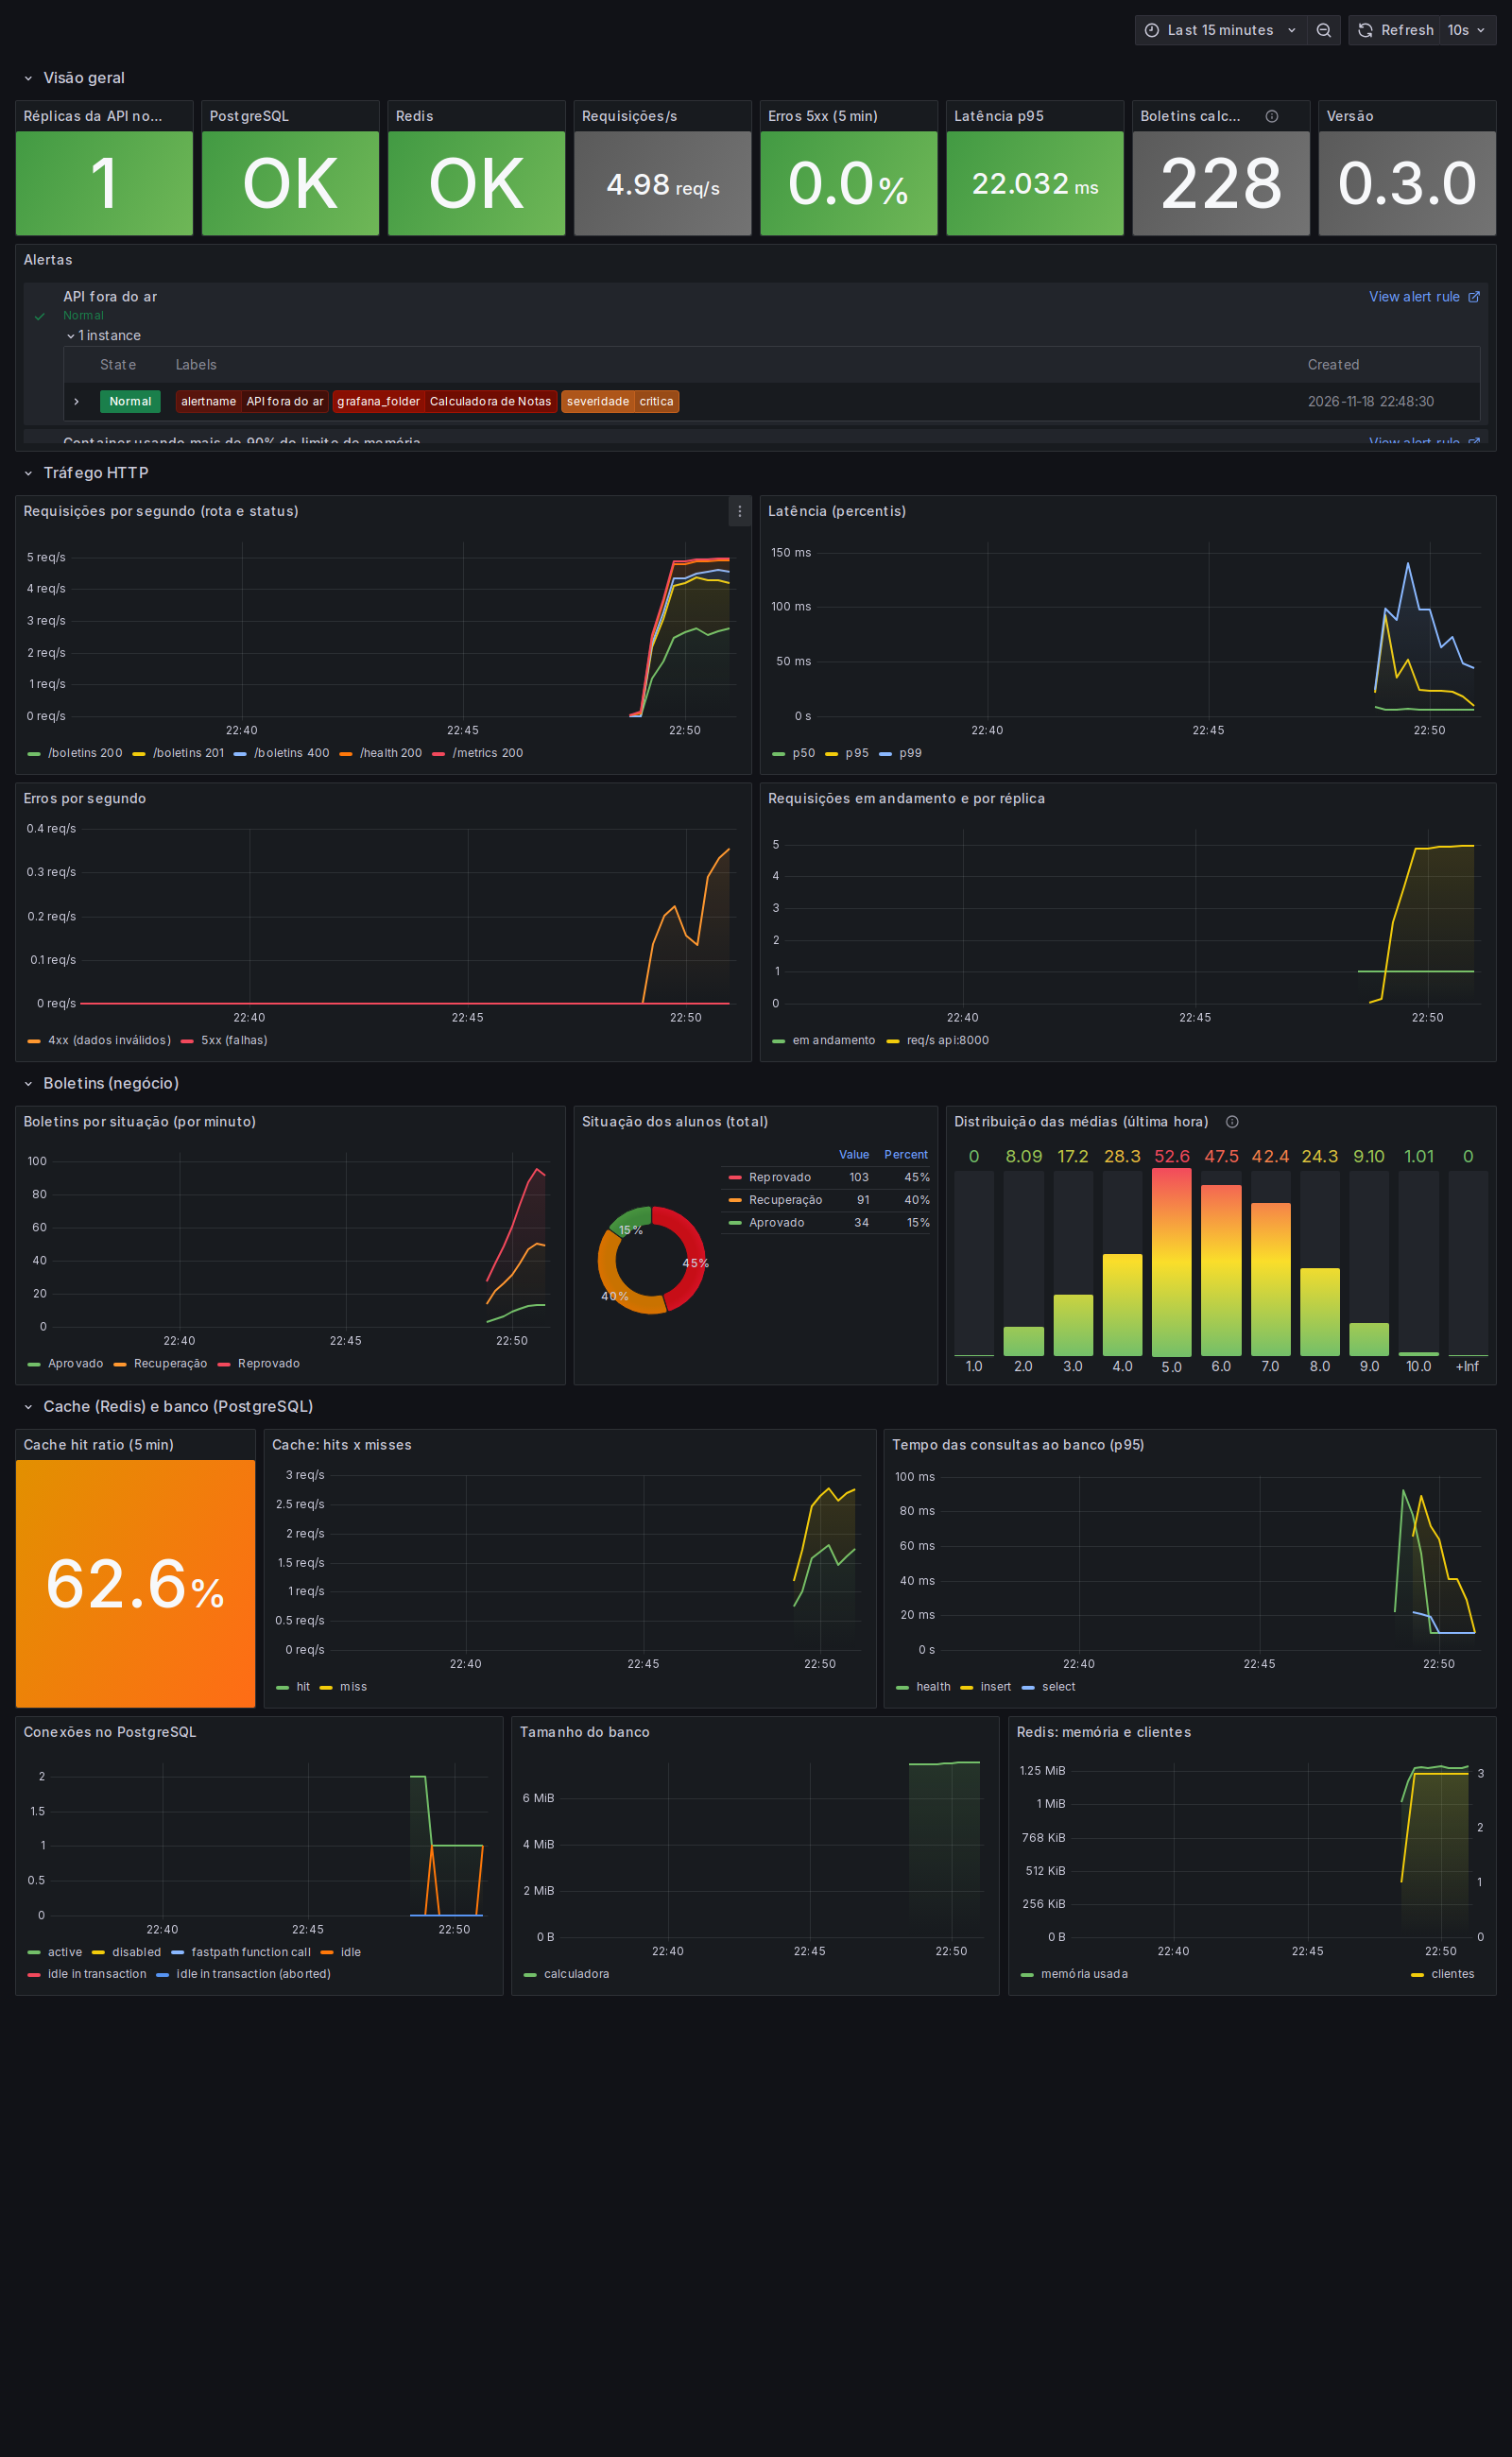 Last 15 minutes
Refresh 10s
Visão geral
Réplicas da API no...
1
PostgreSQL
OK
Redis
OK
Requisições/s
4.98 req/s
Erros 5xx (5 min)
0.0%
Latência p95
22.032 ms
Boletins calc...
228
Versão
0.3.0
Alertas
API fora do ar View alert rule
Normal
1 instance
State Labels Created
Normal alertname API fora do ar grafana_folder Calculadora de Notas severidade critica 2026-11-18 22:48:30
Container usando mais de 90% do limite de memória View alert rule
Tráfego HTTP
Requisições por segundo (rota e status)
5 req/s
4 req/s
3 req/s
2 req/s
1 req/s
0 req/s
22:40 22:45 22:50
/boletins 200 /boletins 201 /boletins 400 /health 200 /metrics 200
Latência (percentis)
150 ms
100 ms
50 ms
0 s
22:40 22:45 22:50
p50 p95 p99
Erros por segundo
0.4 req/s
0.3 req/s
0.2 req/s
0.1 req/s
0 req/s
22:40 22:45 22:50
4xx (dados inválidos) 5xx (falhas)
Requisições em andamento e por réplica
5
4
3
2
1
0
22:40 22:45 22:50
em andamento req/s api:8000
Boletins (negócio)
Boletins por situação (por minuto)
100
80
60
40
20
0
22:40 22:45 22:50
Aprovado Recuperação Reprovado
Situação dos alunos (total)
Value Percent
Reprovado 103 45%
Recuperação 91 40%
Aprovado 34 15%
15%
45%
40%
Distribuição das médias (última hora)
0 8.09 17.2 28.3 52.6 47.5 42.4 24.3 9.10 1.01 0
1.0 2.0 3.0 4.0 5.0 6.0 7.0 8.0 9.0 10.0 +Inf
Cache (Redis) e banco (PostgreSQL)
Cache hit ratio (5 min)
62.6%
Cache: hits x misses
3 req/s
2.5 req/s
2 req/s
1.5 req/s
1 req/s
0.5 req/s
0 req/s
22:40 22:45 22:50
hit miss
Tempo das consultas ao banco (p95)
100 ms
80 ms
60 ms
40 ms
20 ms
0 s
22:40 22:45 22:50
health insert select
Conexões no PostgreSQL
2
1.5
1
0.5
0
22:40 22:45 22:50
active disabled fastpath function call idle
idle in transaction idle in transaction (aborted)
Tamanho do banco
6 MiB
4 MiB
2 MiB
0 B
22:40 22:45 22:50
calculadora
Redis: memória e clientes
1.25 MiB
1 MiB
768 KiB
512 KiB
256 KiB
0 B
3
2
1
0
22:40 22:45 22:50
memória usada clientes